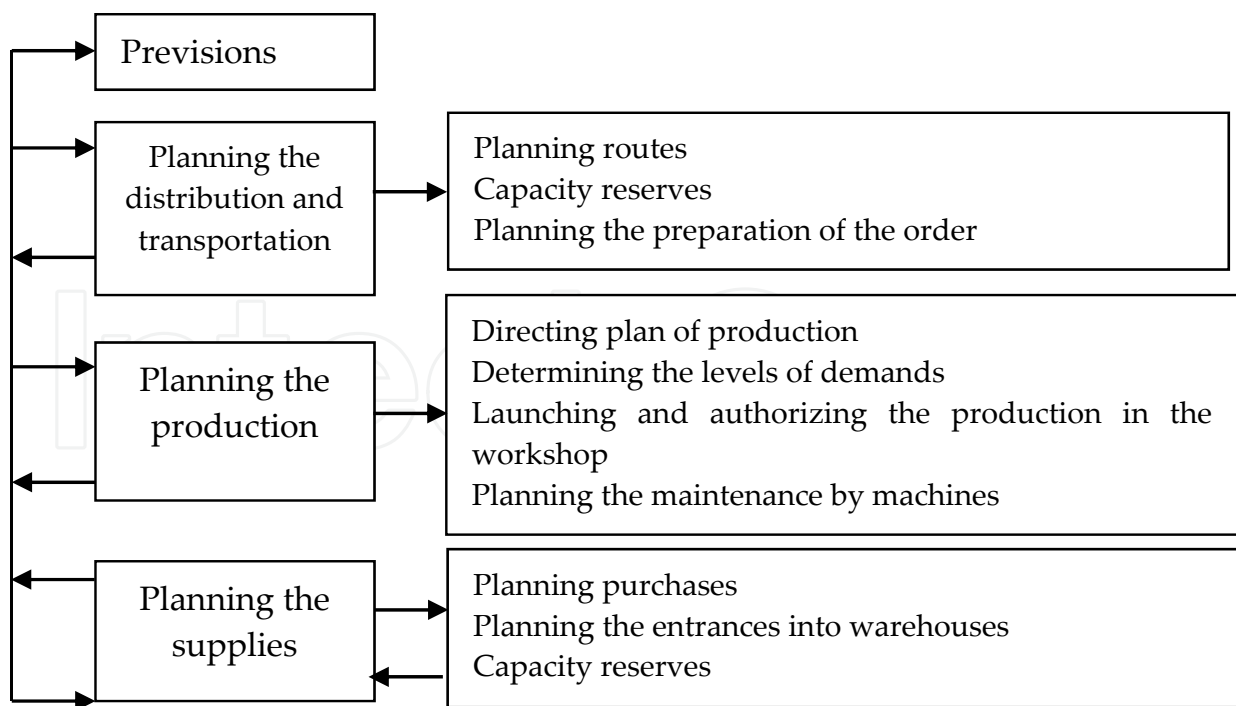 Previsions
Planning the
distribution and
transportation
Planning routes
Capacity reserves
Planning the preparation of the order
Planning the
production
Directing plan of production
Determining the levels of demands
Launching and authorizing the production in the
workshop
Planning the maintenance by machines
Planning the
supplies
Planning purchases
Planning the entrances into warehouses
Capacity reserves